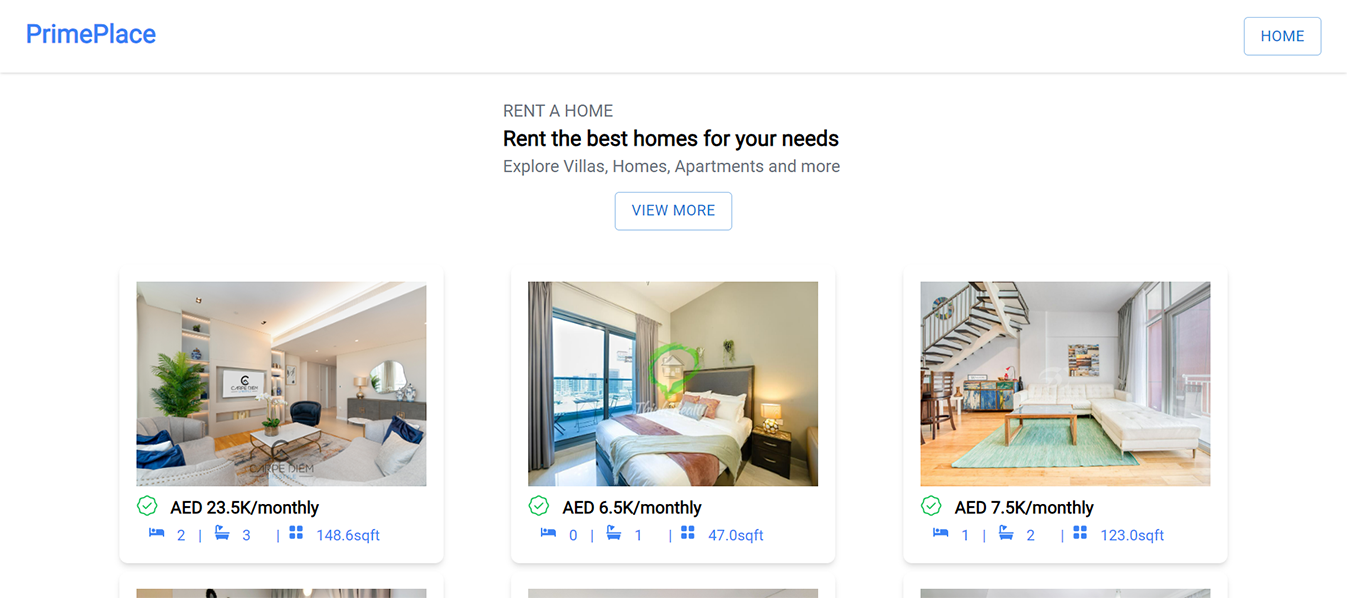 PrimePlace
HOME
RENT A HOME
Rent the best homes for your needs
Explore Villas, Homes, Apartments and more
VIEW MORE
CARPE DIEM
CARPE DIEM
AED 23.5K/monthly
2 | 3 | 148.6sqft
AED 6.5K/monthly
0 | 1 | 47.0sqft
AED 7.5K/monthly
1 | 2 | 123.0sqft